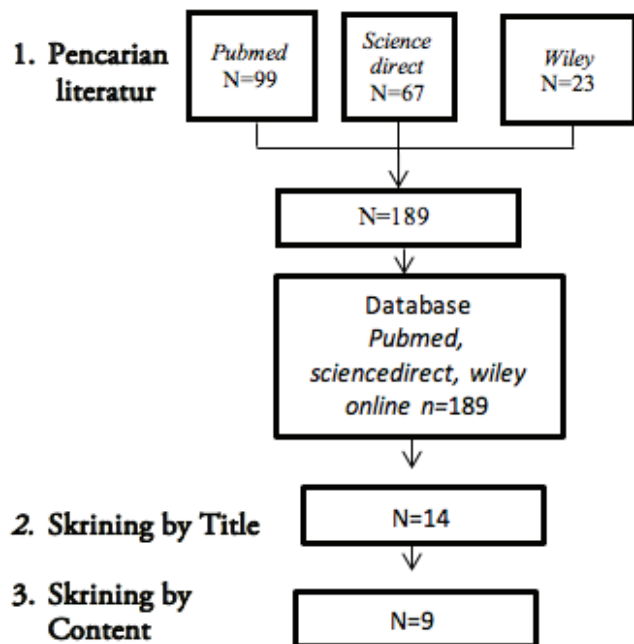 1. Pencarian
literatur
Pubmed
N=99
Science
direct
N=67
Wiley
N=23
N=189
Database
Pubmed,
sciencedirect, wiley
online n=189
2. Skrining by Title
N=14
3. Skrining by
Content
N=9